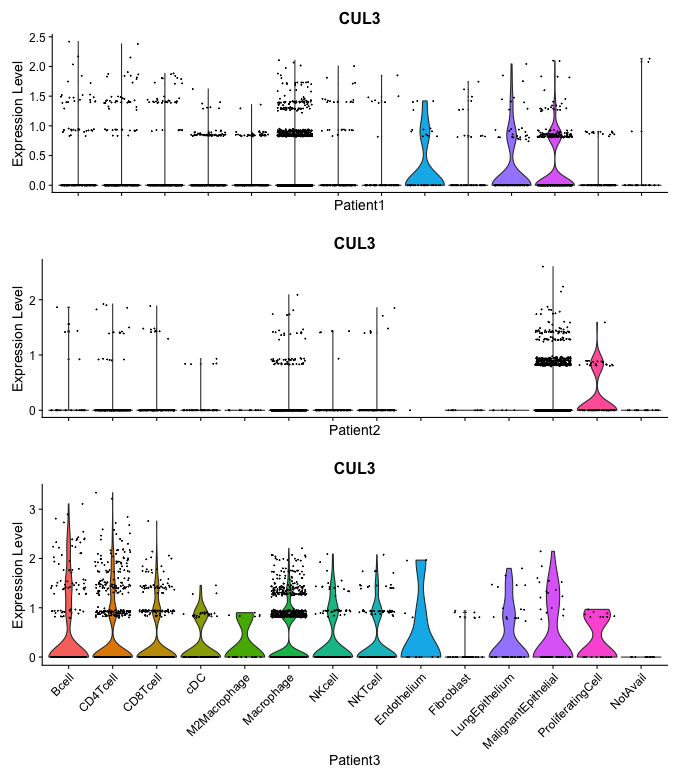 CUL3
Expression Level
2.5
2.0
1.5
1.0
0.5
0.0
Patient1
CUL3
Expression Level
2
1
0
Patient2
CUL3
Expression Level
3
2
1
0
Bcell
CD4Tcell
CD8Tcell
cDC
M2Macrophage
Macrophage
NKcell
NKTcell
Endothelium
Fibroblast
LungEpithelium
MalignantEpithelial
ProliferatingCell
NotAvail
Patient3